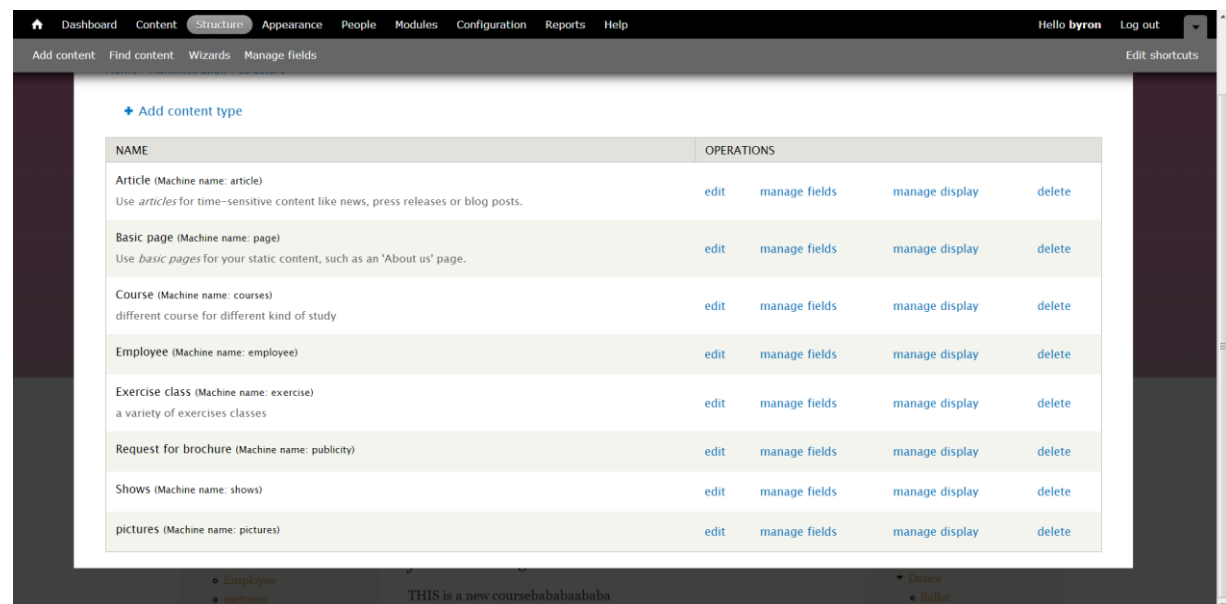 Dashboard Content Structure Appearance People Modules Configuration Reports Help Hello byron Log out
Add content Find content Wizards Manage fields Edit shortcuts
+ Add content type
NAME OPERATIONS
Article (Machine name: article)
Use articles for time-sensitive content like news, press releases or blog posts.
edit manage fields manage display delete
Basic page (Machine name: page)
Use basic pages for your static content, such as an 'About us' page.
edit manage fields manage display delete
Course (Machine name: courses)
different course for different kind of study
edit manage fields manage display delete
Employee (Machine name: employee)
edit manage fields manage display delete
Exercise class (Machine name: exercise)
a variety of exercises classes
edit manage fields manage display delete
Request for brochure (Machine name: publicity)
edit manage fields manage display delete
Shows (Machine name: shows)
edit manage fields manage display delete
pictures (Machine name: pictures)
edit manage fields manage display delete
Employee
pictures
THIS is a new coursebababaababa
Dance
Ballet